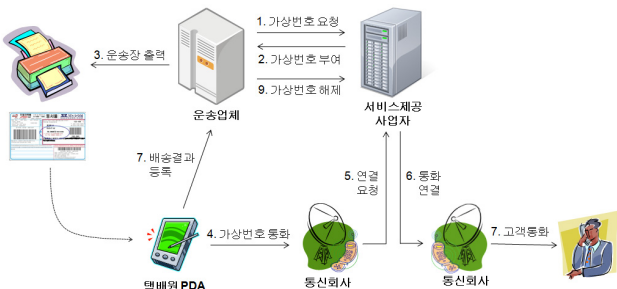 1. 가상번호 요청
2. 가상번호 부여
9. 가상번호 해제
3. 운송장 출력
운송업체
서비스제공
사업자
7. 배송결과
등록
5. 연결
요청
6. 통화
연결
4. 가상번호 통화
7. 고객통화
택배원 PDA
통신회사
통신회사